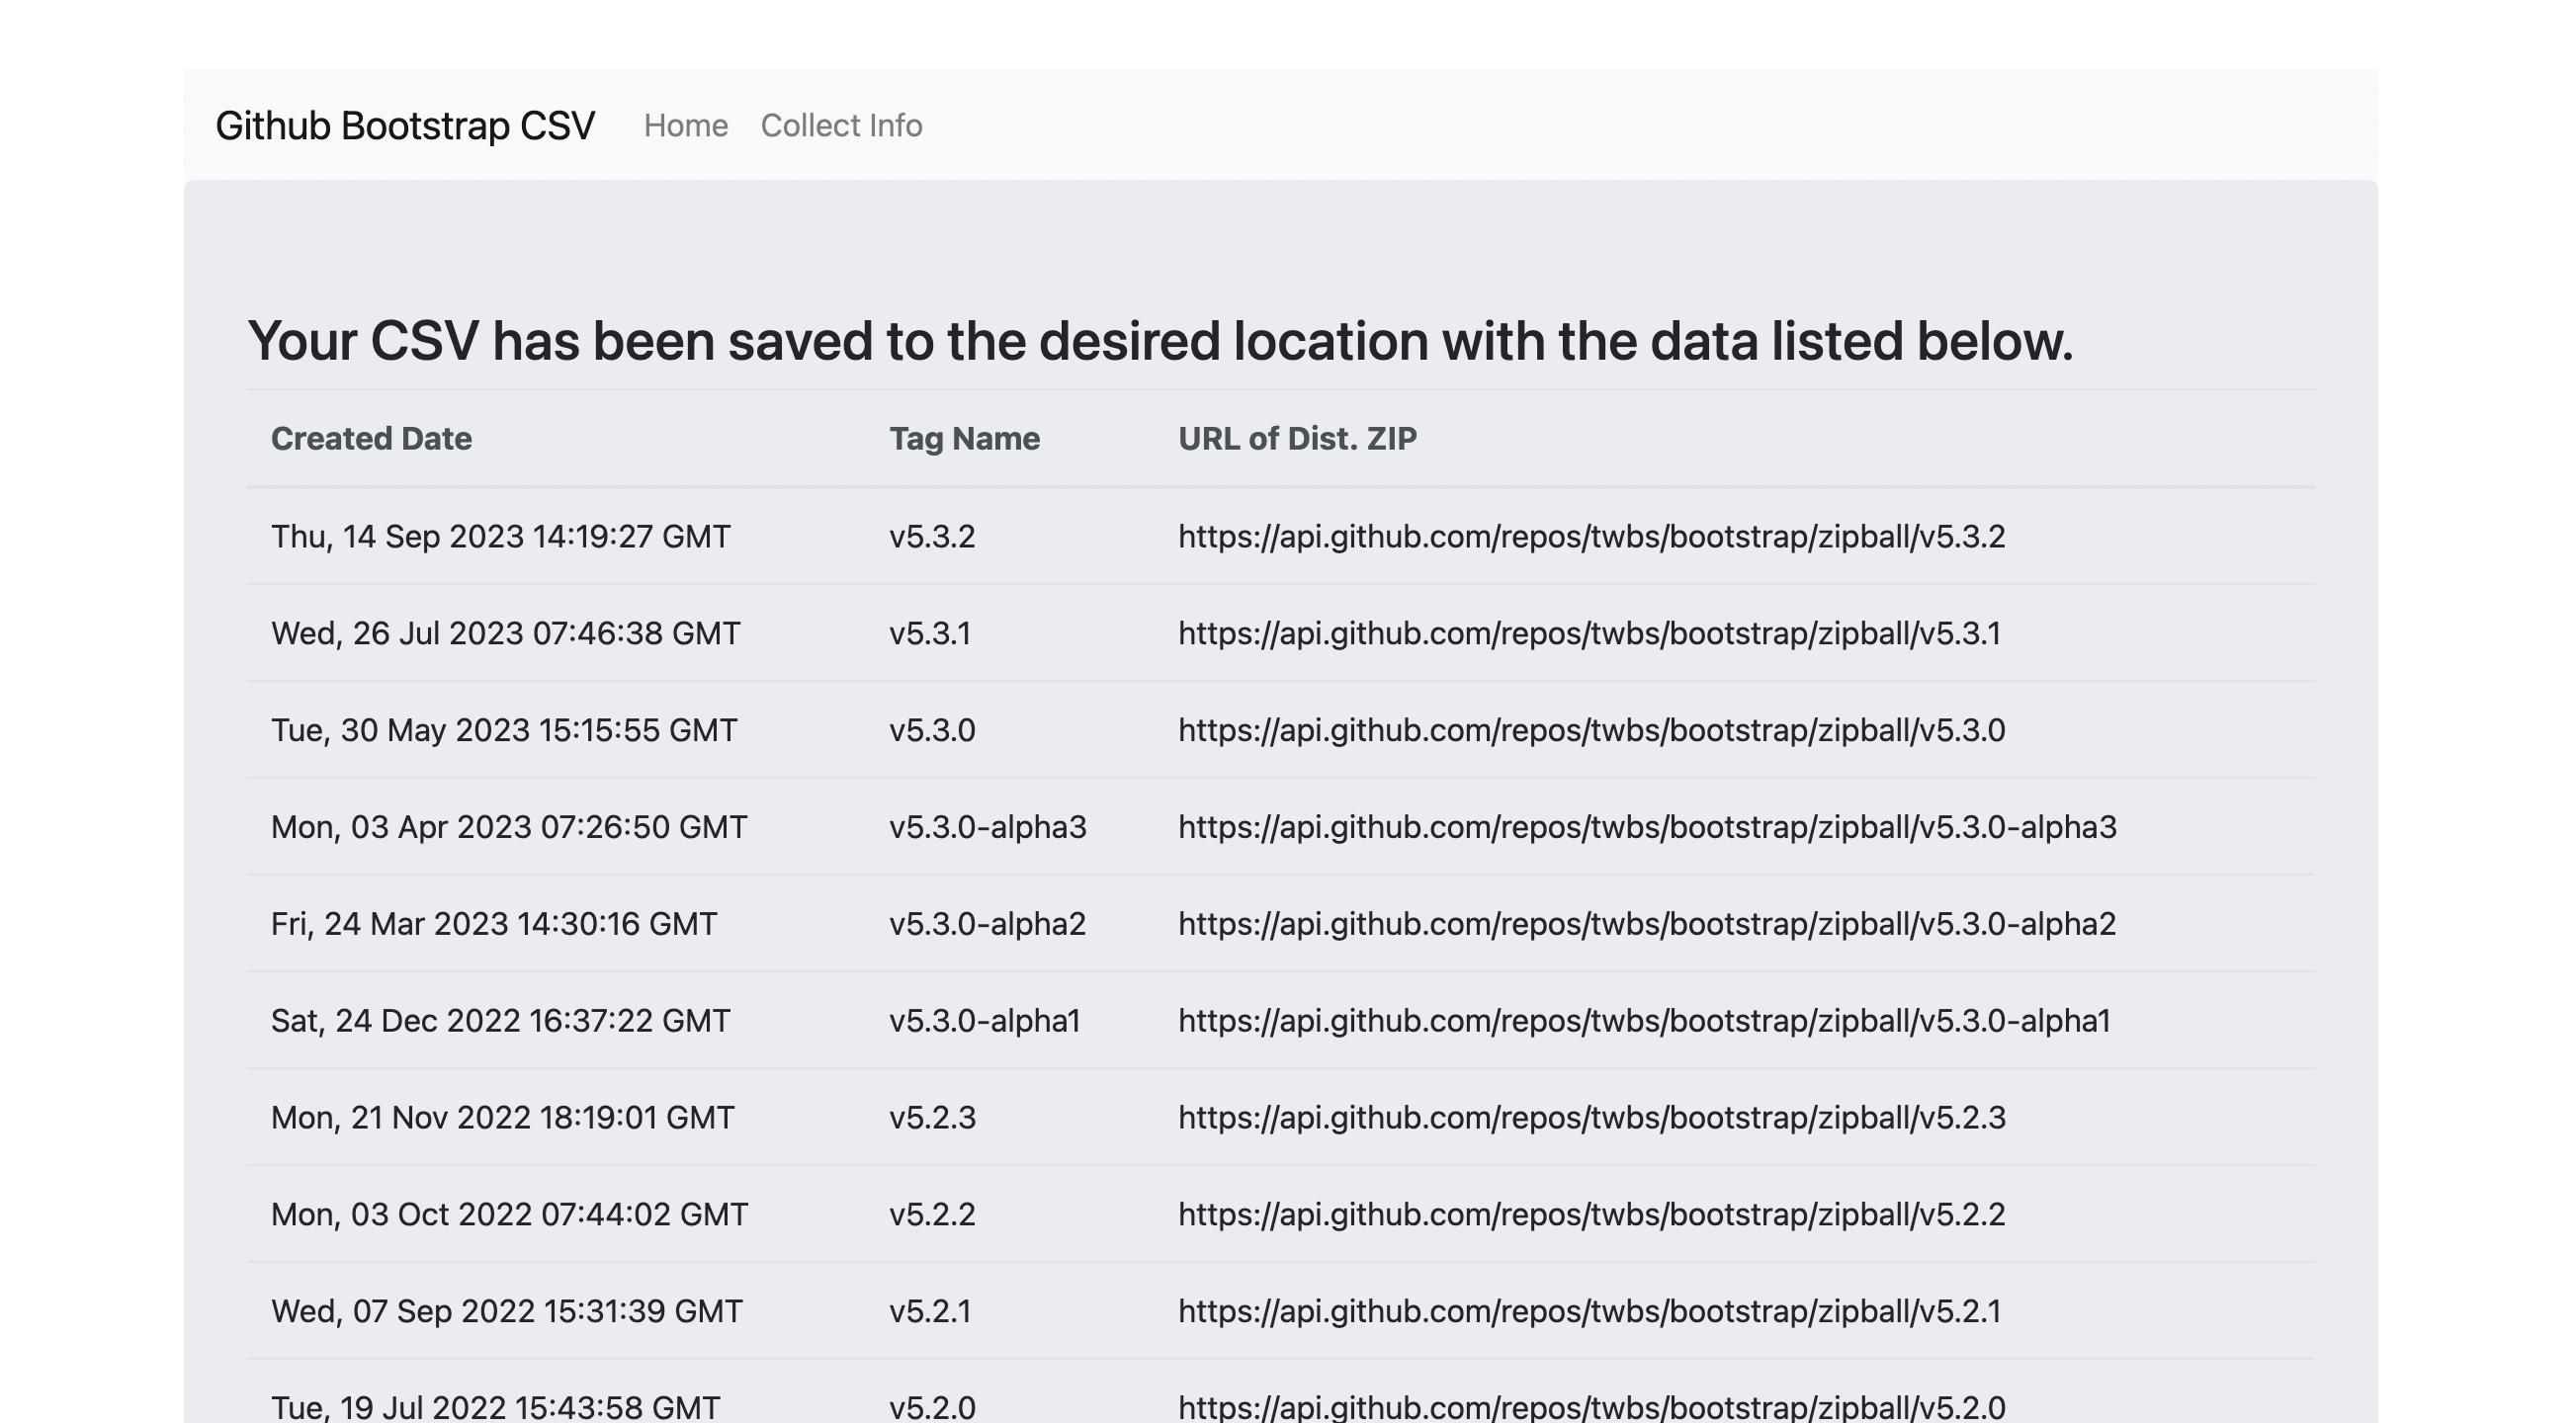 Github Bootstrap CSV Home Collect Info
Your CSV has been saved to the desired location with the data listed below.
Created Date Tag Name URL of Dist. ZIP
Thu, 14 Sep 2023 14:19:27 GMT v5.3.2 https://api.github.com/repos/twbs/bootstrap/zipball/v5.3.2
Wed, 26 Jul 2023 07:46:38 GMT v5.3.1 https://api.github.com/repos/twbs/bootstrap/zipball/v5.3.1
Tue, 30 May 2023 15:15:55 GMT v5.3.0 https://api.github.com/repos/twbs/bootstrap/zipball/v5.3.0
Mon, 03 Apr 2023 07:26:50 GMT v5.3.0-alpha3 https://api.github.com/repos/twbs/bootstrap/zipball/v5.3.0-alpha3
Fri, 24 Mar 2023 14:30:16 GMT v5.3.0-alpha2 https://api.github.com/repos/twbs/bootstrap/zipball/v5.3.0-alpha2
Sat, 24 Dec 2022 16:37:22 GMT v5.3.0-alpha1 https://api.github.com/repos/twbs/bootstrap/zipball/v5.3.0-alpha1
Mon, 21 Nov 2022 18:19:01 GMT v5.2.3 https://api.github.com/repos/twbs/bootstrap/zipball/v5.2.3
Mon, 03 Oct 2022 07:44:02 GMT v5.2.2 https://api.github.com/repos/twbs/bootstrap/zipball/v5.2.2
Wed, 07 Sep 2022 15:31:39 GMT v5.2.1 https://api.github.com/repos/twbs/bootstrap/zipball/v5.2.1
Tue, 19 Jul 2022 15:43:58 GMT v5.2.0 https://api.github.com/repos/twbs/bootstrap/zipball/v5.2.0